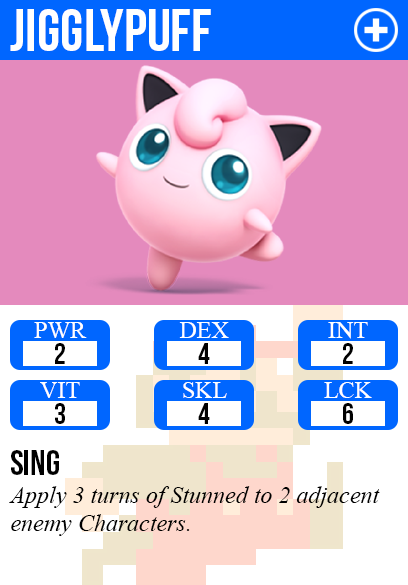 JIGGLYPUFF
PWR DEX INT
2 4 2
VIT SKL LCK
3 4 6
SING
Apply 3 turns of Stunned to 2 adjacent
enemy Characters.